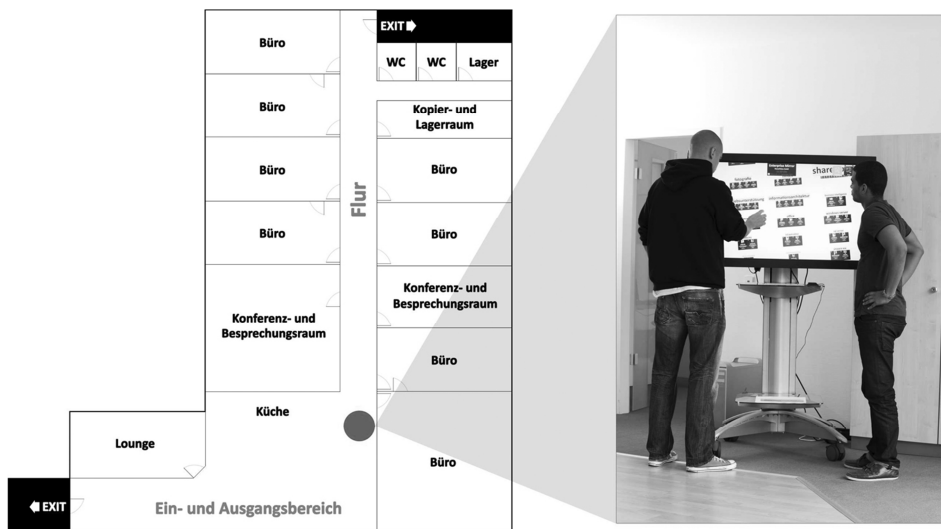 EXIT
Büro
WC
WC
Lager
Büro
Kopier- und
Lagerraum
Büro
Büro
Flur
Büro
Büro
Konferenz- und
Besprechungsraum
Konferenz- und
Besprechungsraum
Büro
Küche
Lounge
Büro
EXIT
Ein- und Ausgangsbereich
share